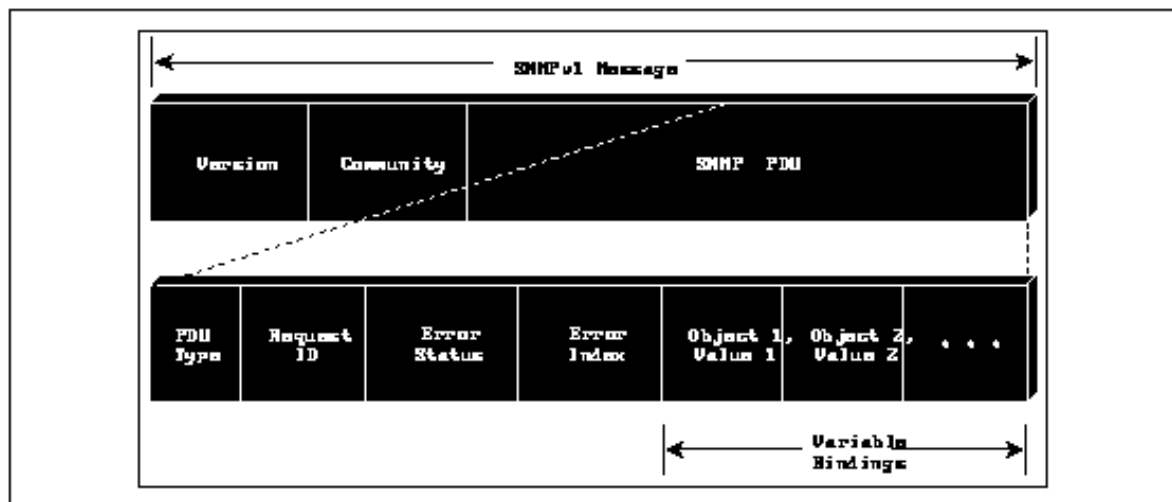 SNMPv1 Message
Version
Community
SNMP PDU
PDU
Type
Request
ID
Error
Status
Error
Index
Object 1,
Value 1
Object 2,
Value 2
. . .
Variable
Bindings